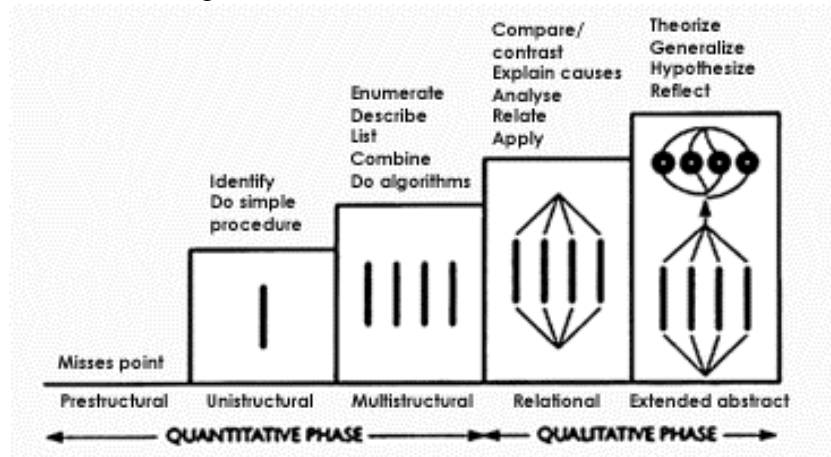 Compare/
contrast
Explain causes
Analyse
Relate
Apply
Theorize
Generalize
Hypothesize
Reflect
Enumerate
Describe
List
Combine
Do algorithms
Identify
Do simple
procedure
Misses point
Prestructural
Unistructural
Multistructural
Relational
Extended abstract
QUANTITATIVE PHASE
QUALITATIVE PHASE